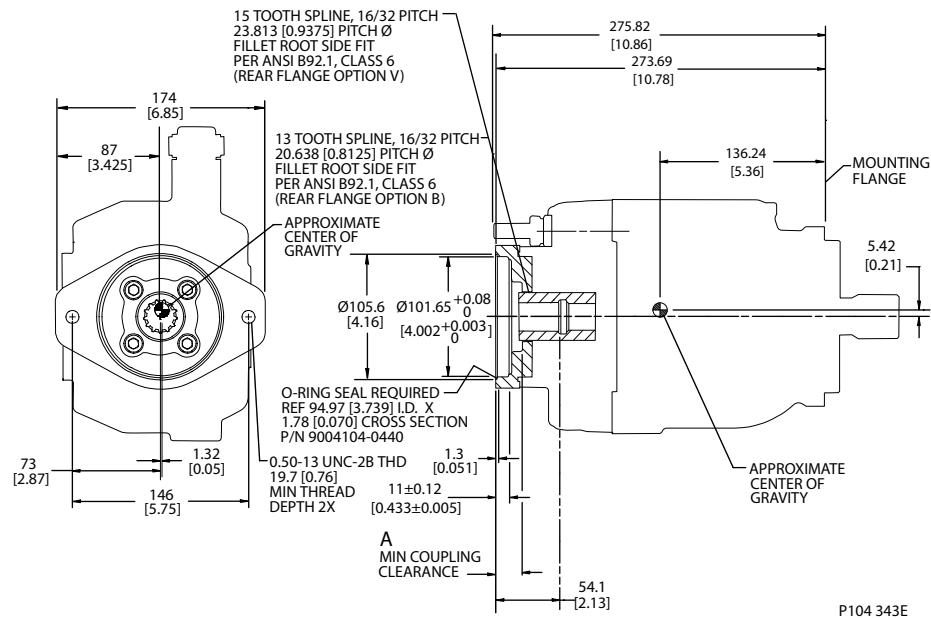 15 TOOTH SPLINE, 16/32 PITCH
23.813 [0.9375] PITCH Ø
FILLET ROOT SIDE FIT
PER ANSI B92.1, CLASS 6
(REAR FLANGE OPTION V)
275.82
[10.86]
273.69
[10.78]
174
[6.85]
87
[3.425]
13 TOOTH SPLINE, 16/32 PITCH
20.638 [0.8125] PITCH Ø
FILLET ROOT SIDE FIT
PER ANSI B92.1, CLASS 6
(REAR FLANGE OPTION B)
136.24
[5.36]
MOUNTING
FLANGE
APPROXIMATE
CENTER OF
GRAVITY
5.42
[0.21]
Ø105.6
[4.16]
Ø101.65 +0.08
0
[4.002 +0.003]
0
O-RING SEAL REQUIRED
REF 94.97 [3.739] I.D. X
1.78 [0.070] CROSS SECTION
P/N 9004104-0440
73
[2.87]
1.32
[0.05]
146
[5.75]
0.50-13 UNC-2B THD
19.7 [0.76]
MIN THREAD
DEPTH 2X
1.3
[0.051]
11±0.12
[0.433±0.005]
APPROXIMATE
CENTER OF
GRAVITY
A
MIN COUPLING
CLEARANCE
54.1
[2.13]
P104 343E